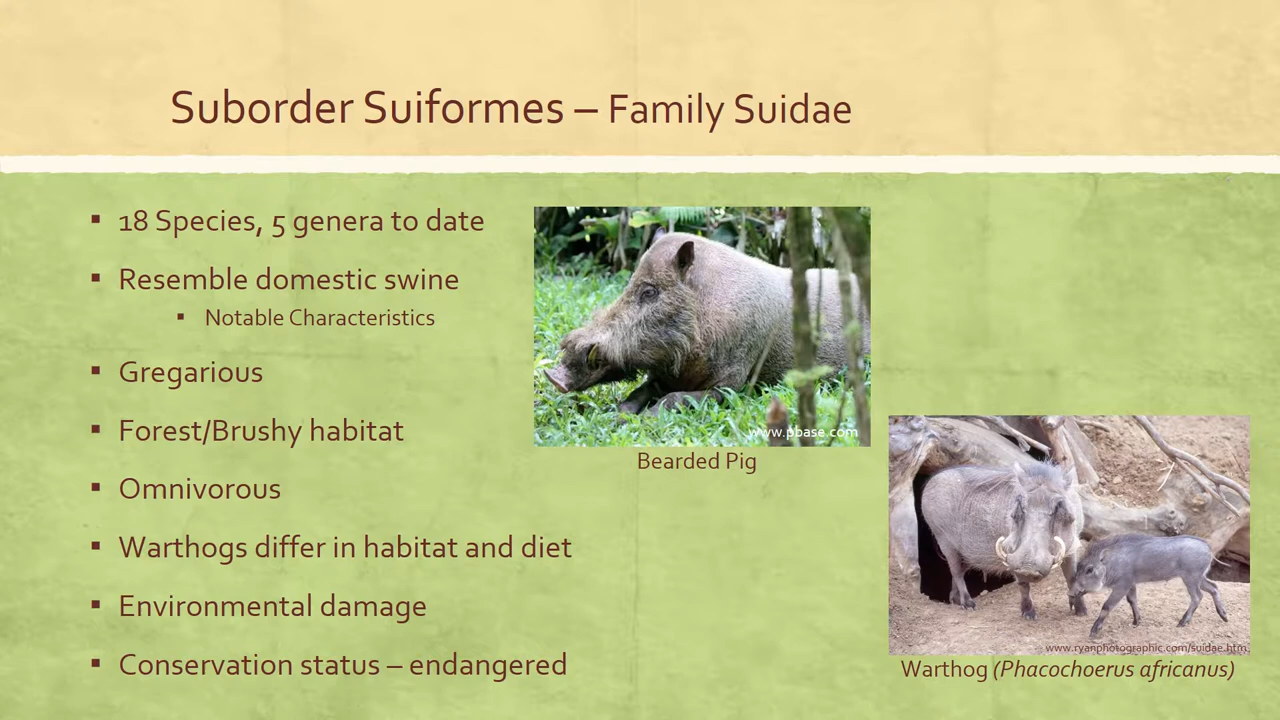 Suborder Suiformes – Family Suidae
▪ 18 Species, 5 genera to date
▪ Resemble domestic swine
▪ Notable Characteristics
▪ Gregarious
▪ Forest/Brushy habitat
▪ Omnivorous
▪ Warthogs differ in habitat and diet
▪ Environmental damage
▪ Conservation status – endangered
www.pbase.com
Bearded Pig
www.ryanphotographic.com/suidae.htm
Warthog (Phacochoerus africanus)